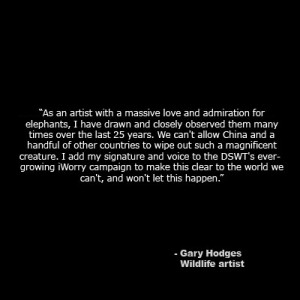 "As an artist with a massive love and admiration for
elephants, I have drawn and closely observed them many
times over the last 25 years. We can't allow China and a
handful of other countries to wipe out such a magnificent
creature. I add my signature and voice to the DSWT's ever-
growing iWorry campaign to make this clear to the world we
can't, and won't let this happen."
- Gary Hodges
Wildlife artist